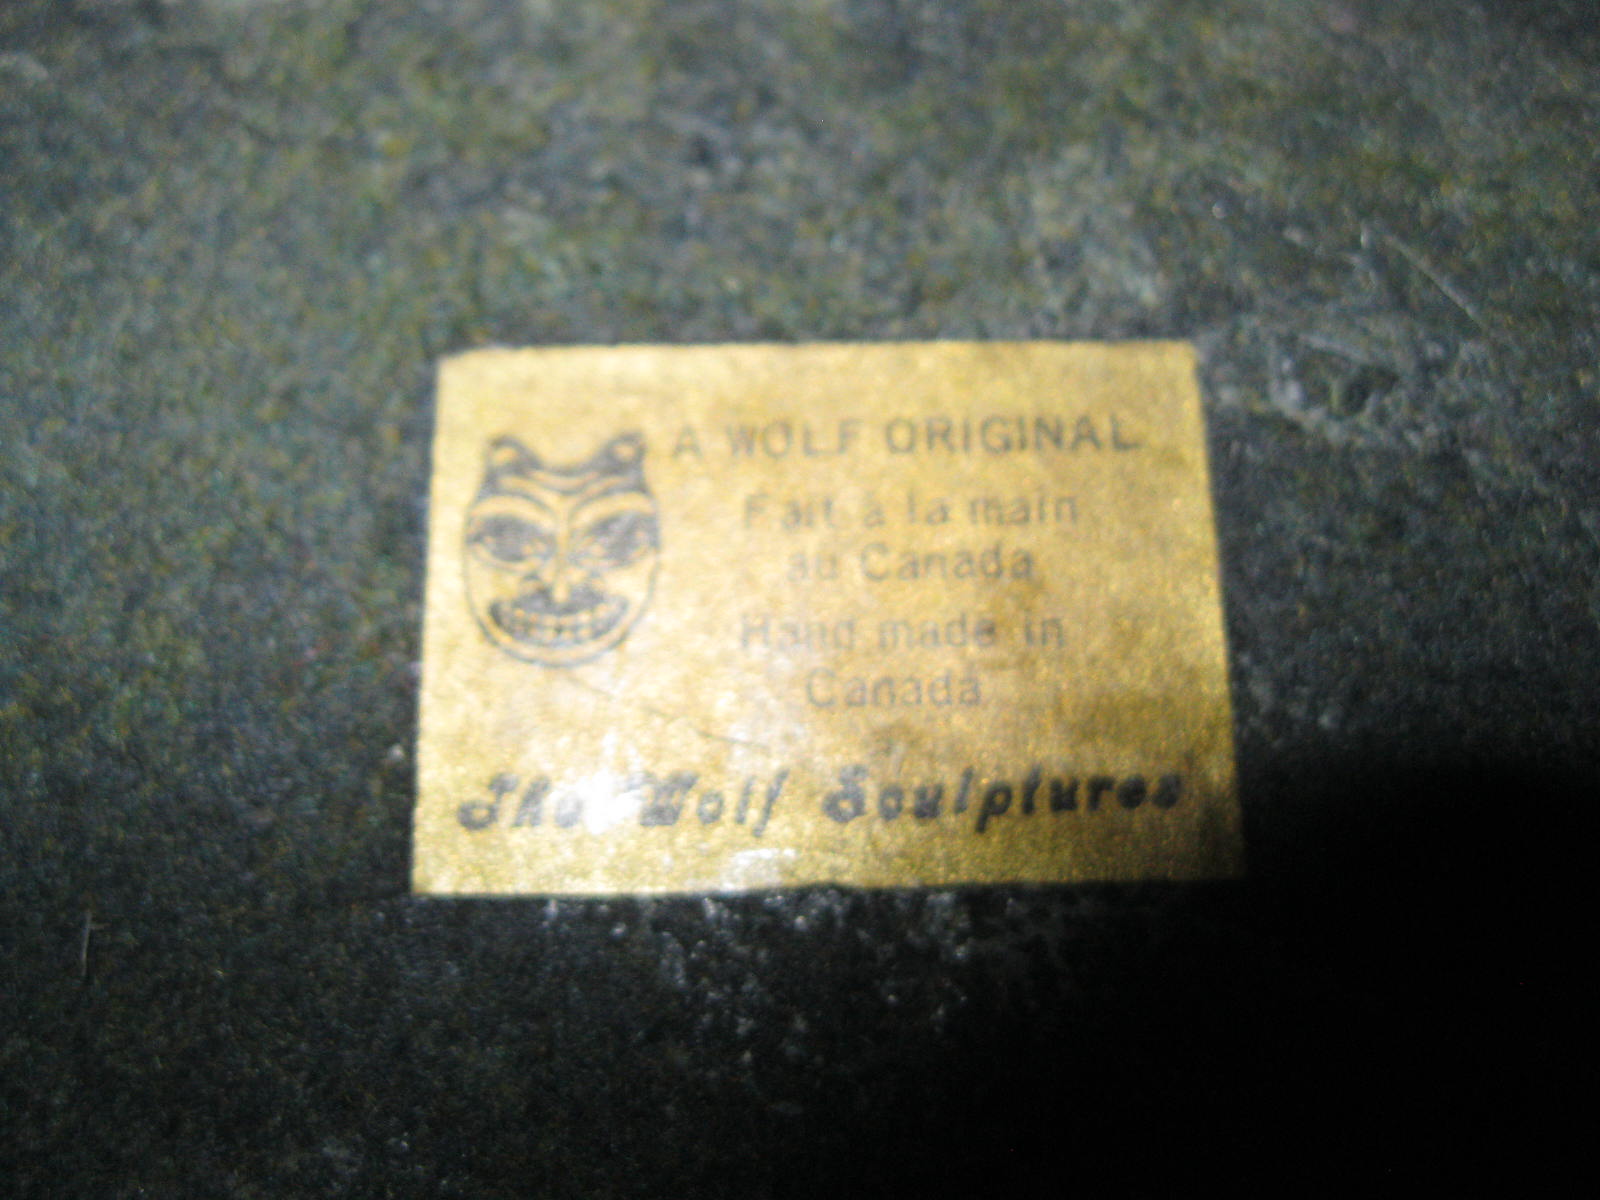 A WOLF ORIGINAL
Fait à la main
au Canada
Hand made in
Canada
The Wolf Sculptures